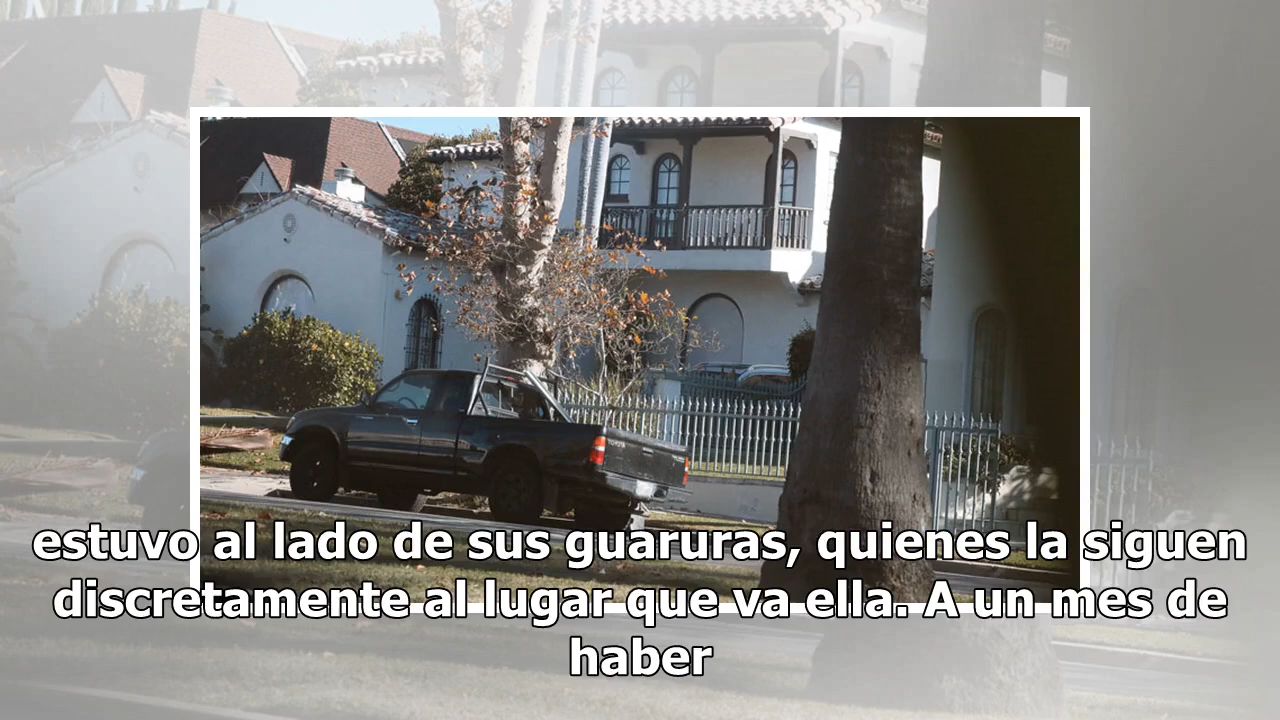 TOYOTA
estuvo al lado de sus guaruras, quienes la siguen
discretamente al lugar que va ella. A un mes de
haber